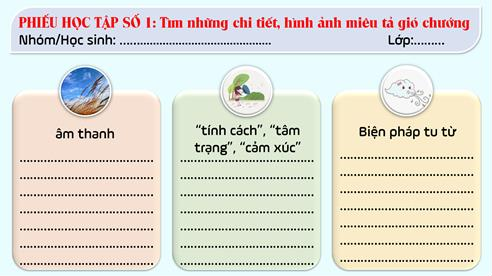 PHIẾU HỌC TẬP SỐ 1: Tìm những chi tiết, hình ảnh miêu tả gió chướng
Nhóm/Học sinh: ............................................... Lớp:.........
âm thanh
“tính cách”, “tâm
trạng”, “cảm xúc”
Biện pháp tu từ